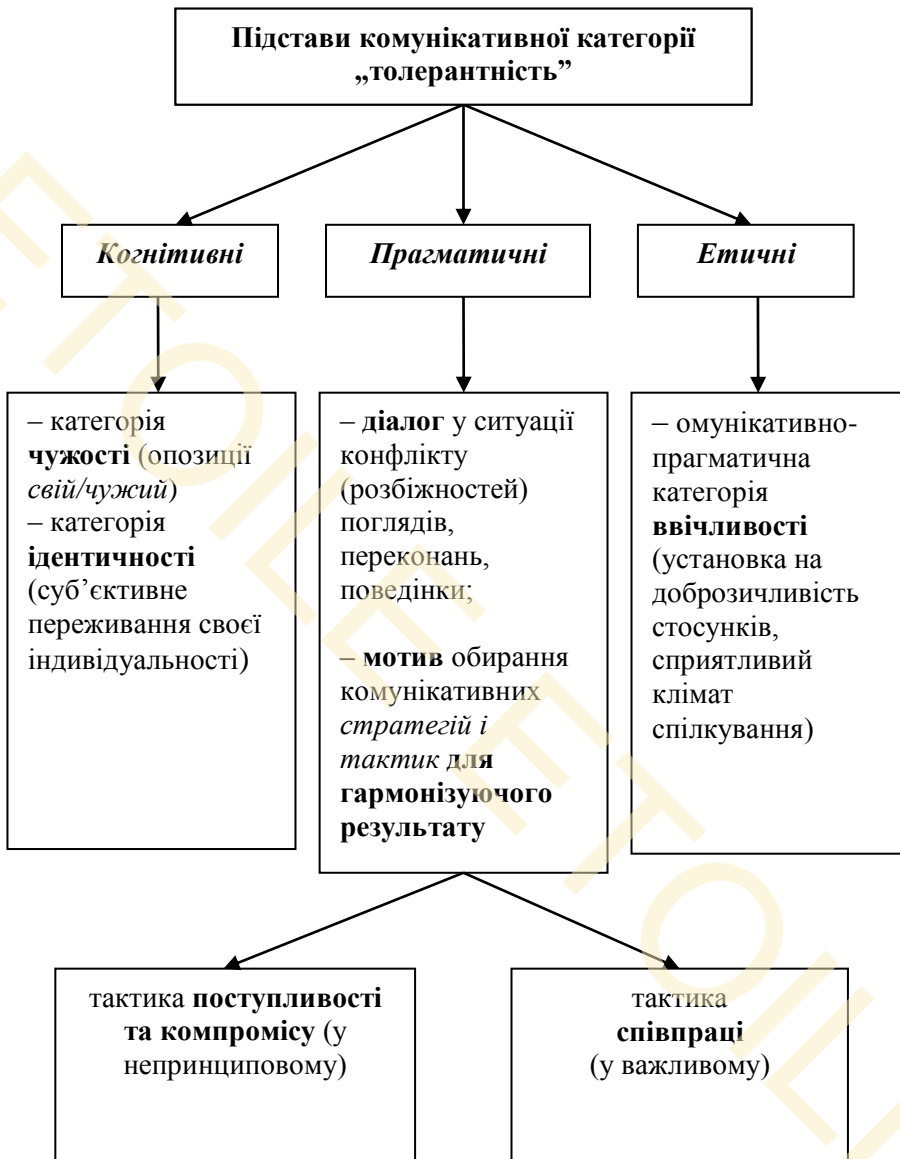 Підстави комунікативної категорії
„толерантність”
Когнітивні
Прагматичні
Етичні
– категорія
чужості (опозиції
свій/чужий)
– категорія
ідентичності
(суб’єктивне
переживання своєї
індивідуальності)
– діалог у ситуації
конфлікту
(розбіжностей)
поглядів,
переконань,
поведінки;
– мотив обирання
комунікативних
стратегій і
тактик для
гармонізуючого
результату
– омунікативно-
прагматична
категорія
ввічливості
(установка на
доброзичливість
стосунків,
сприятливий
клімат
спілкування)
тактика поступливості
та компромісу (у
непринциповому)
тактика
співпраці
(у важливому)
ETOILE ETOILE